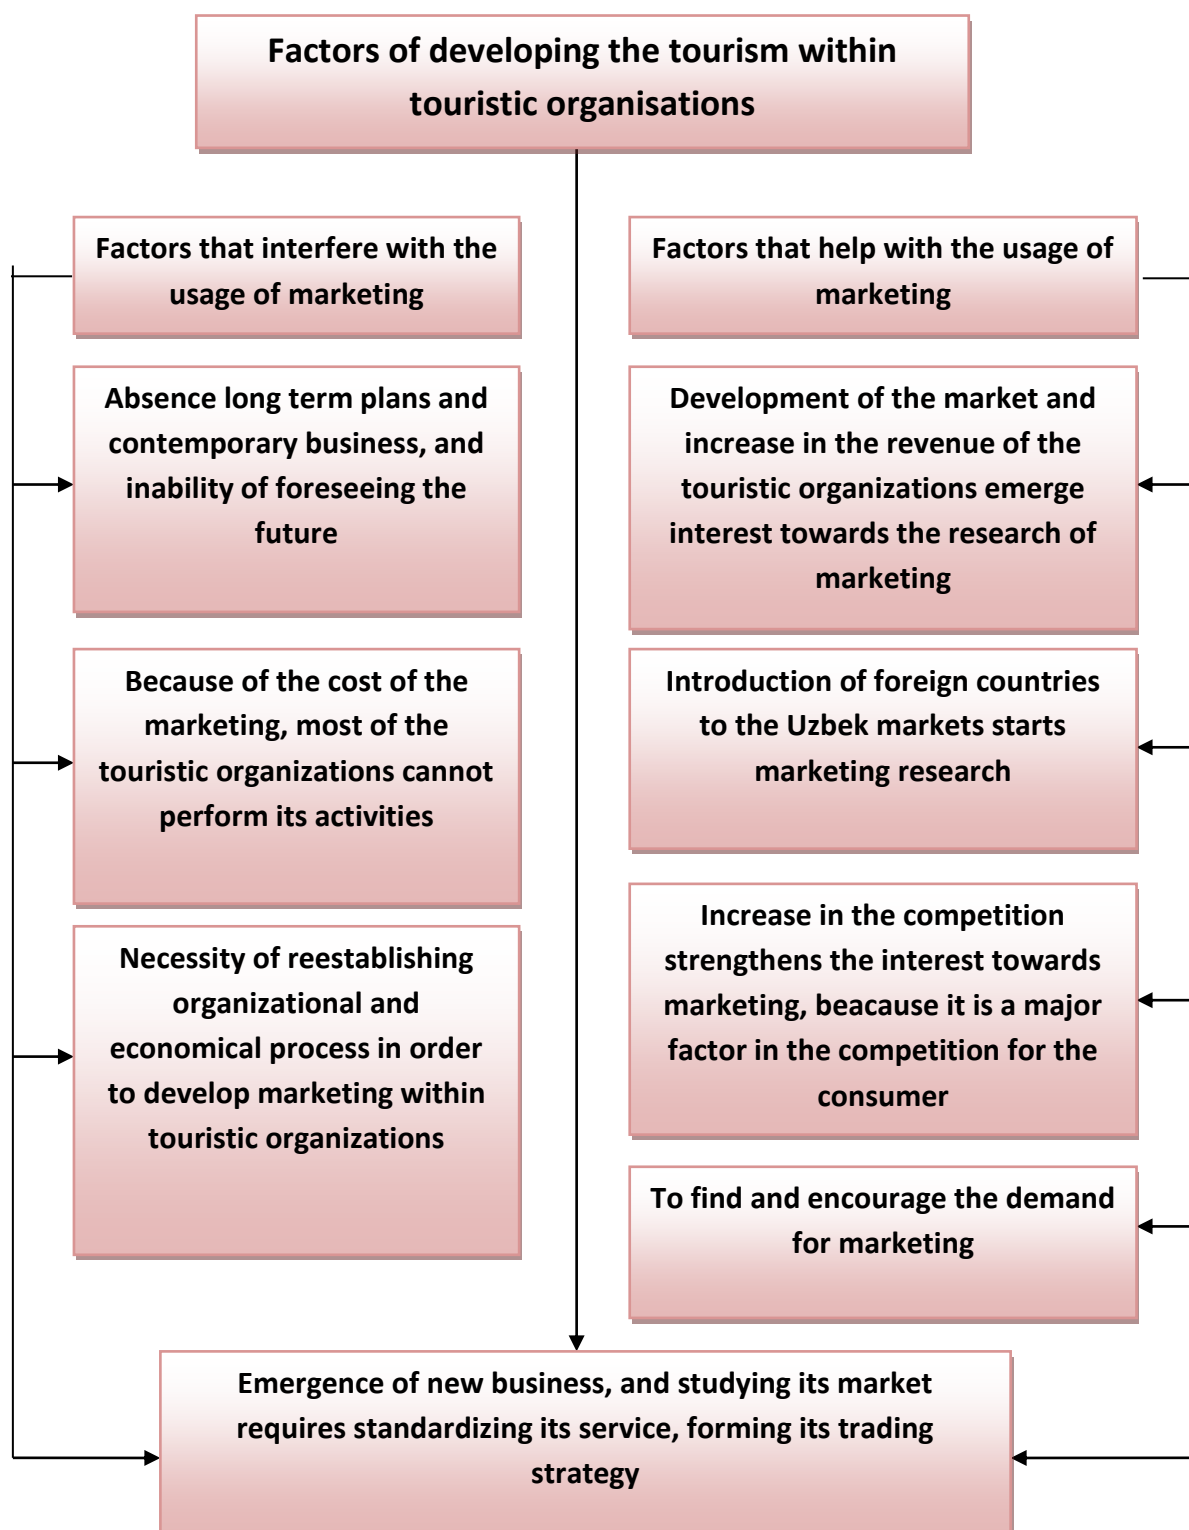 Factors of developing the tourism within
touristic organisations
Factors that interfere with the
usage of marketing
Absence long term plans and
contemporary business, and
inability of foreseeing the
future
Because of the cost of the
marketing, most of the
touristic organizations cannot
perform its activities
Necessity of reestablishing
organizational and
economical process in order
to develop marketing within
touristic organizations
Factors that help with the usage of
marketing
Development of the market and
increase in the revenue of the
touristic organizations emerge
interest towards the research of
marketing
Introduction of foreign countries
to the Uzbek markets starts
marketing research
Increase in the competition
strengthens the interest towards
marketing, beacause it is a major
factor in the competition for the
consumer
To find and encourage the demand
for marketing
Emergence of new business, and studying its market
requires standardizing its service, forming its trading
strategy